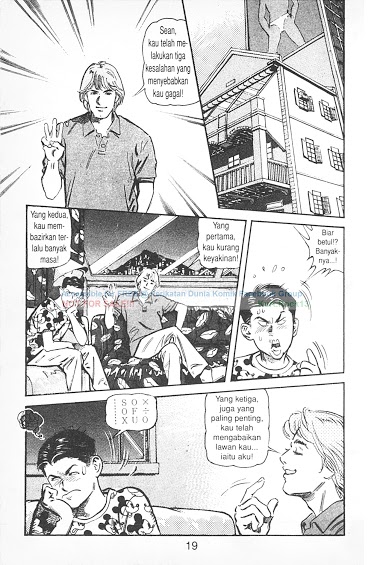 Sean,
kau telah me-
lakukan tiga
kesalahan yang
menyebabkan
kau gagal!
Yang
pertama,
kau kurang
keyakinan!
Yang kedua,
kau mem-
bazirkan ter-
lalu banyak
masa!
Biar
betul!?
Banyak-
nya...!
Yang ketiga,
juga yang
paling penting,
kau telah
mengabaikan
lawan kau...
iaitu aku!
19